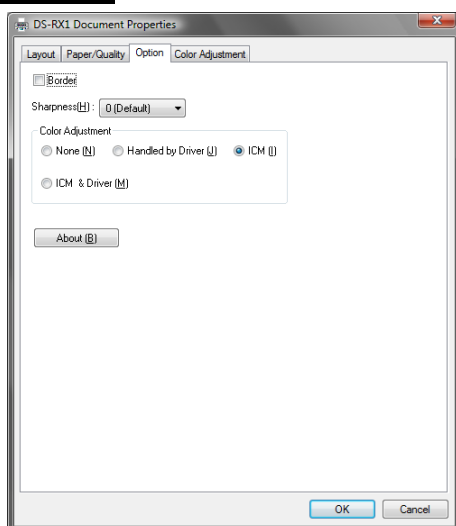 DS-RX1 Document Properties
Layout Paper/Quality Option Color Adjustment
Border
Sharpness(H) : 0 (Default)
Color Adjustment
None (N) Handled by Driver (J) ICM (I)
ICM & Driver (M)
About (B)
OK Cancel